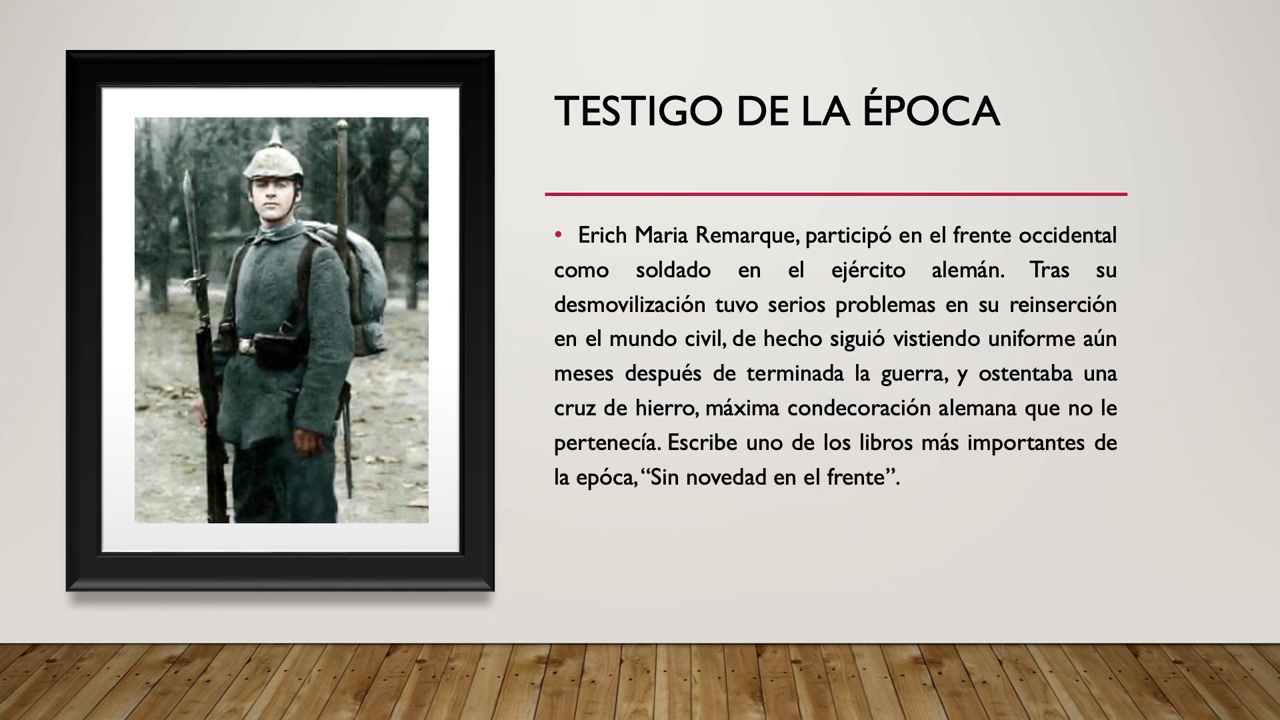 TESTIGO DE LA ÉPOCA
• Erich Maria Remarque, participó en el frente occidental
como soldado en el ejército alemán. Tras su
desmovilización tuvo serios problemas en su reinserción
en el mundo civil, de hecho siguió vistiendo uniforme aún
meses después de terminada la guerra, y ostentaba una
cruz de hierro, máxima condecoración alemana que no le
pertenecía. Escribe uno de los libros más importantes de
la epóca, “Sin novedad en el frente”.